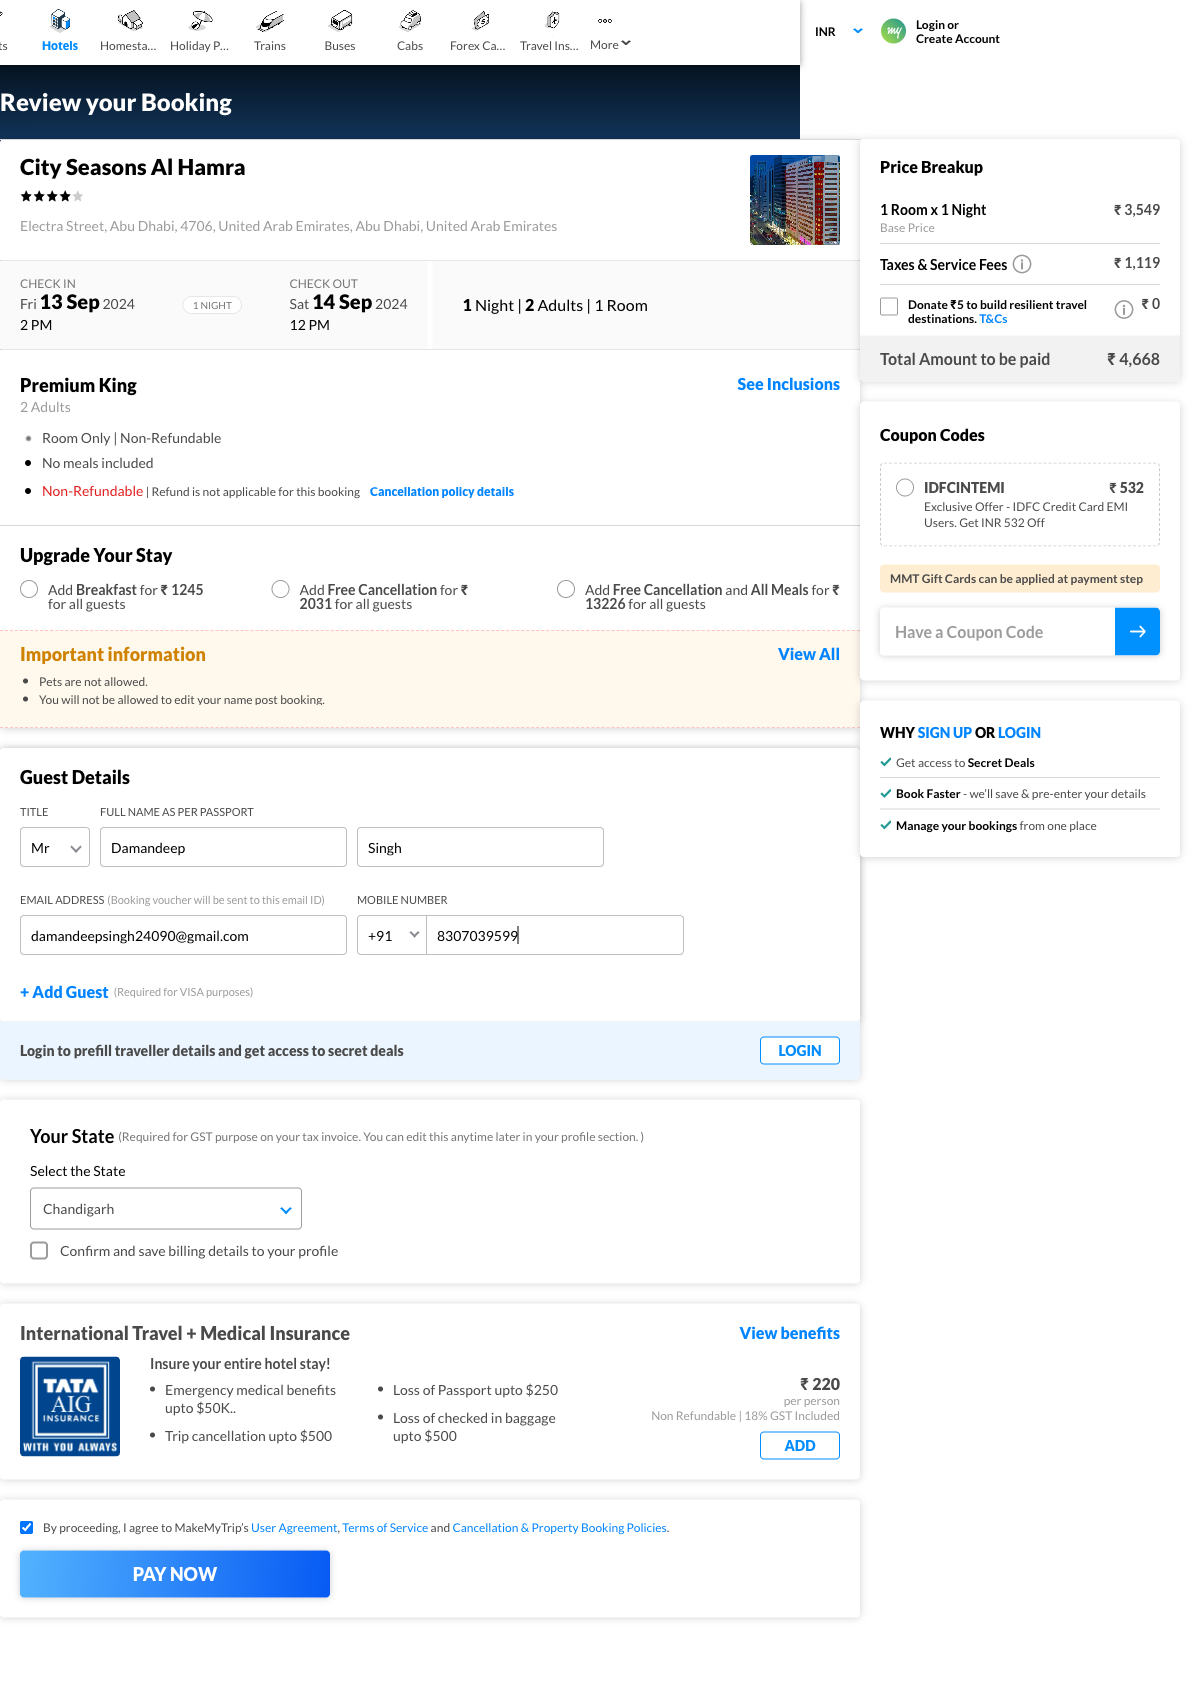 ts
Hotels
Homesta...
Holiday P...
Trains
Buses
Cabs
Forex Ca...
Travel Ins...
More
INR
my
Login or
Create Account
Review your Booking
City Seasons Al Hamra
Electra Street, Abu Dhabi, 4706, United Arab Emirates, Abu Dhabi, United Arab Emirates
CHECK IN
Fri 13 Sep 2024
2 PM
1 NIGHT
CHECK OUT
Sat 14 Sep 2024
12 PM
1 Night | 2 Adults | 1 Room
Premium King
See Inclusions
2 Adults
Room Only | Non-Refundable
No meals included
Non-Refundable | Refund is not applicable for this booking Cancellation policy details
Upgrade Your Stay
Add Breakfast for ₹ 1245
for all guests
Add Free Cancellation for ₹
2031 for all guests
Add Free Cancellation and All Meals for ₹
13226 for all guests
Important information
View All
Pets are not allowed.
You will not be allowed to edit your name post booking.
Guest Details
TITLE
FULL NAME AS PER PASSPORT
Mr
Damandeep
Singh
EMAIL ADDRESS (Booking voucher will be sent to this email ID)
MOBILE NUMBER
damandeepsingh24090@gmail.com
+91
8307039599
+ Add Guest (Required for VISA purposes)
Login to prefill traveller details and get access to secret deals
LOGIN
Your State (Required for GST purpose on your tax invoice. You can edit this anytime later in your profile section. )
Select the State
Chandigarh
Confirm and save billing details to your profile
International Travel + Medical Insurance
View benefits
TATA
AIG
INSURANCE
WITH YOU ALWAYS
Insure your entire hotel stay!
Emergency medical benefits
upto $50K..
Trip cancellation upto $500
Loss of Passport upto $250
Loss of checked in baggage
upto $500
₹ 220
per person
Non Refundable | 18% GST Included
ADD
By proceeding, I agree to MakeMyTrip's User Agreement, Terms of Service and Cancellation & Property Booking Policies.
PAY NOW
Price Breakup
1 Room x 1 Night
₹ 3,549
Base Price
Taxes & Service Fees
₹ 1,119
Donate ₹5 to build resilient travel
destinations. T&Cs
₹ 0
Total Amount to be paid
₹ 4,668
Coupon Codes
IDFCINTEMI
₹ 532
Exclusive Offer - IDFC Credit Card EMI
Users. Get INR 532 Off
MMT Gift Cards can be applied at payment step
Have a Coupon Code
WHY SIGN UP OR LOGIN
Get access to Secret Deals
Book Faster - we'll save & pre-enter your details
Manage your bookings from one place